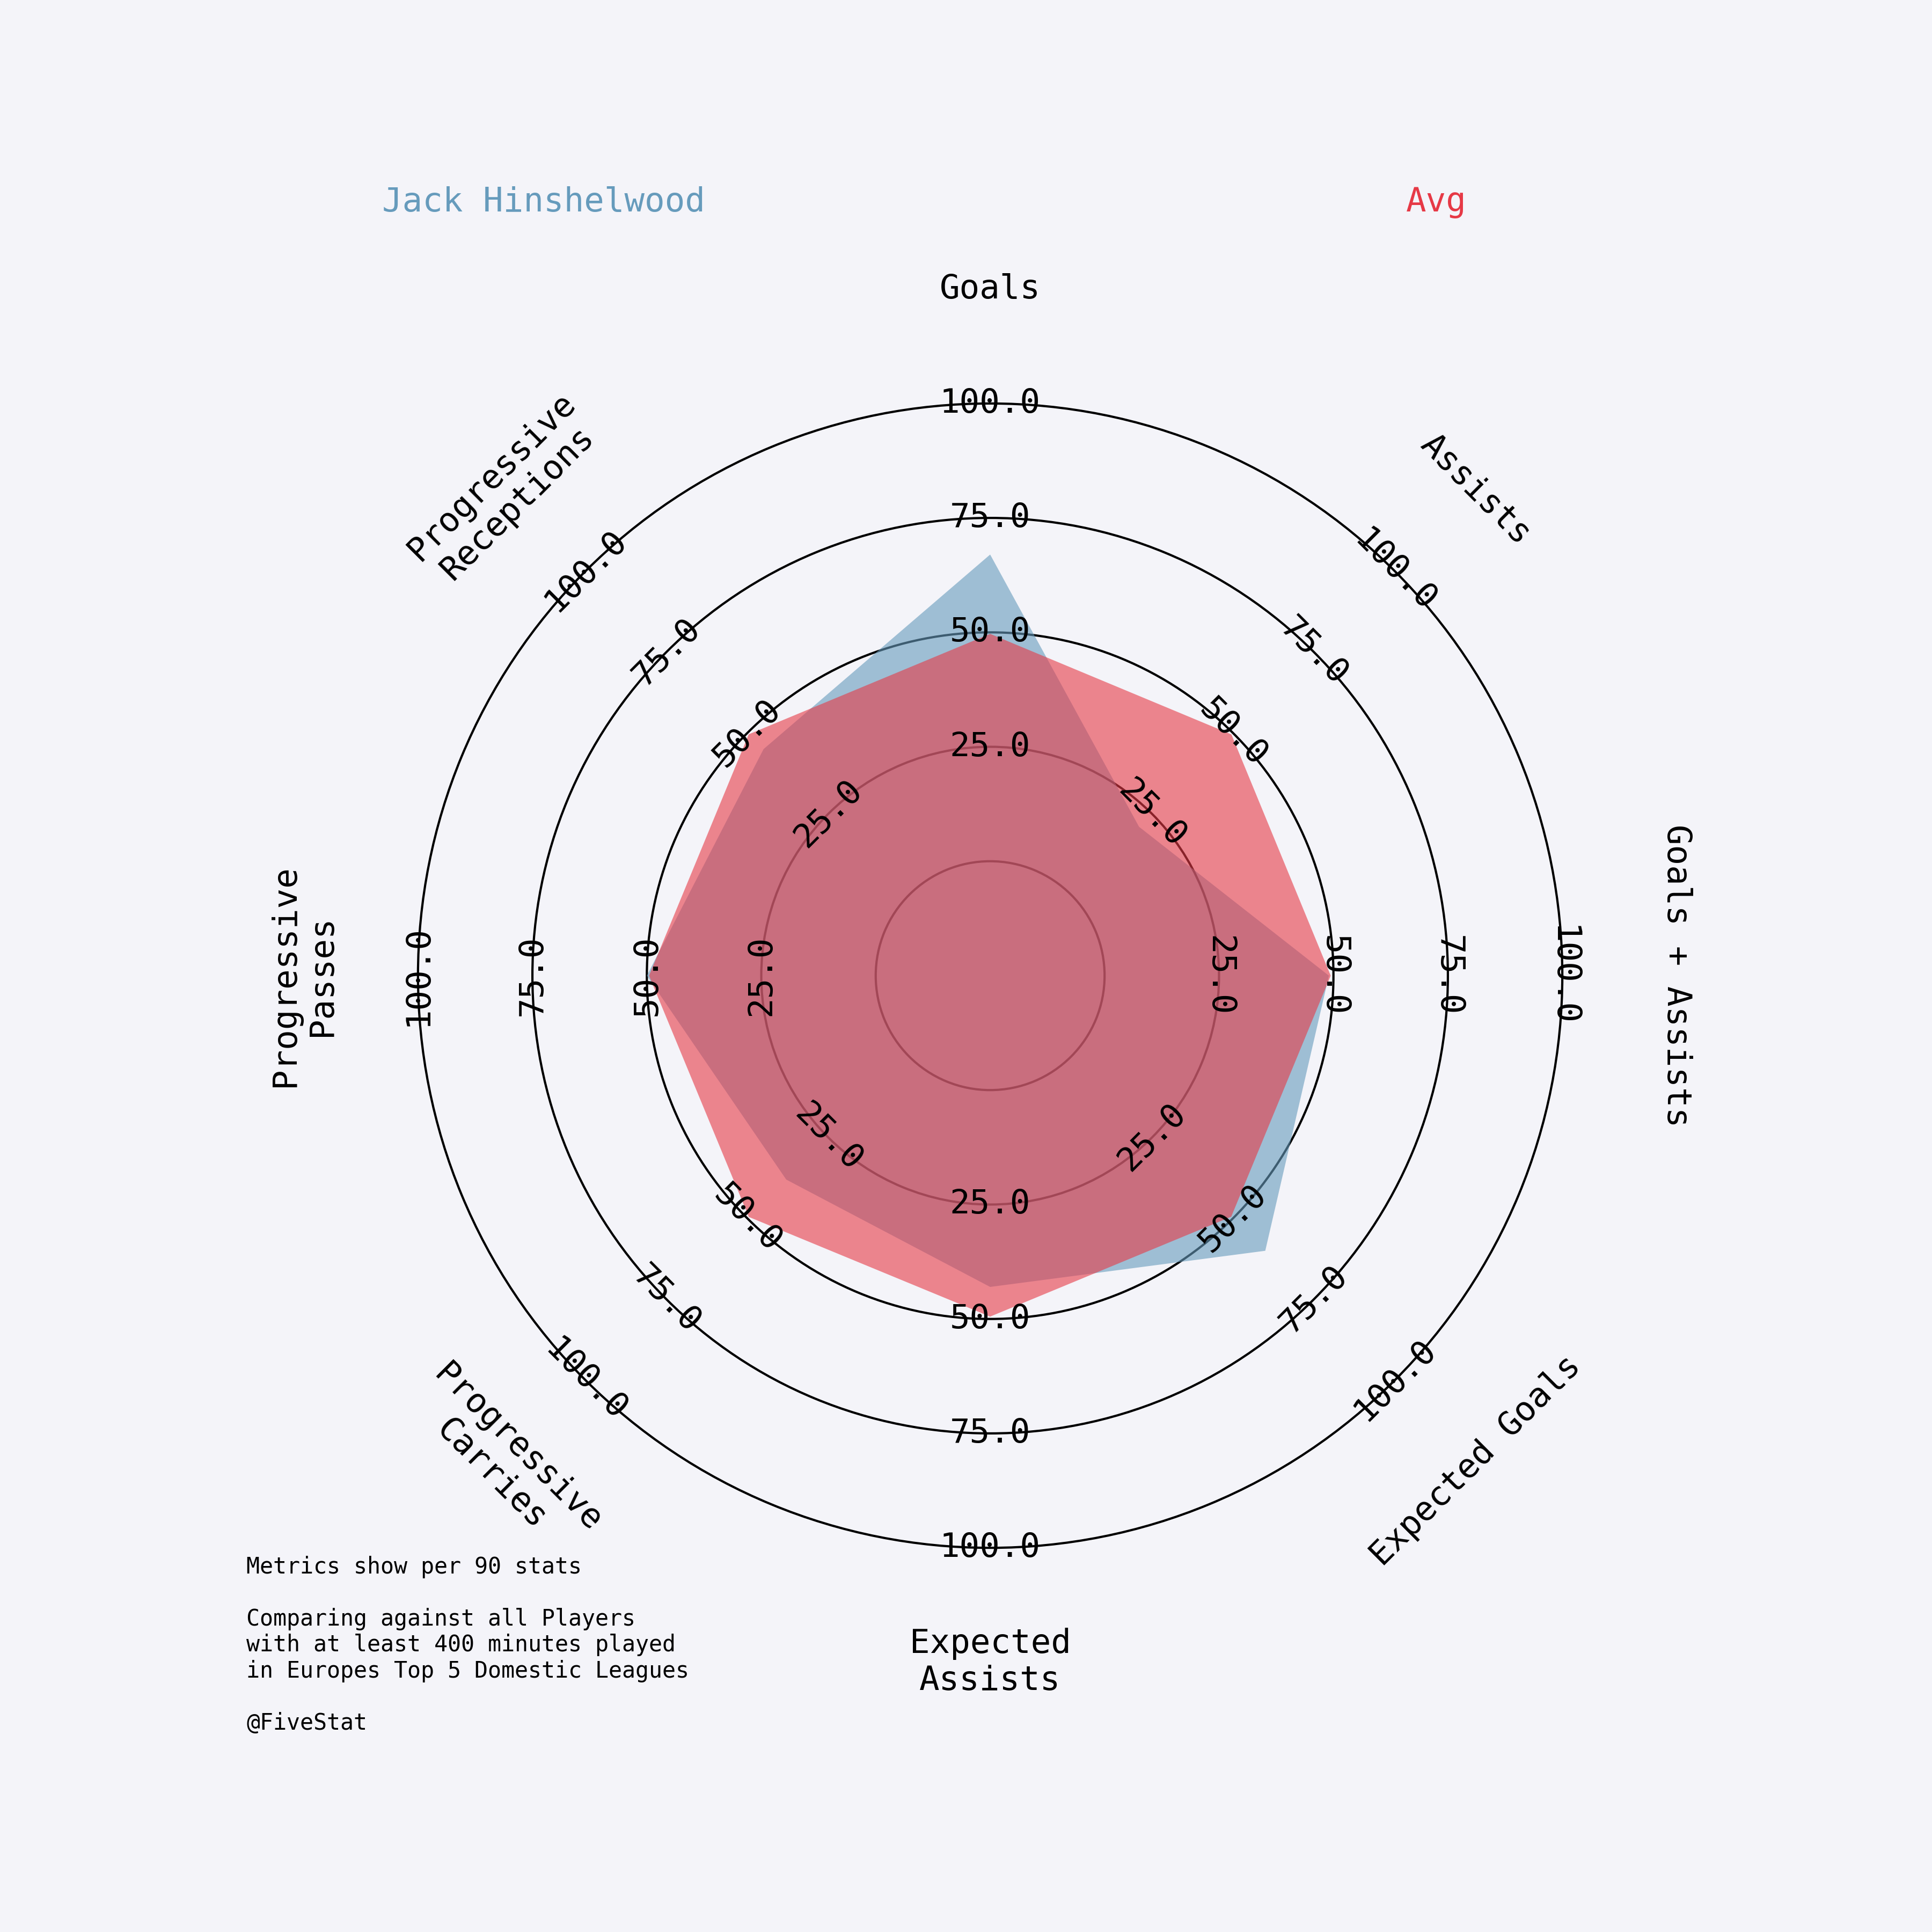 Jack Hinshelwood
Avg
Goals
Assists
Goals + Assists
Expected Goals
Expected
Assists
Progressive
Carries
Progressive
Passes
Progressive
Receptions
100.0
75.0
50.0
25.0
100.0
75.0
50.0
25.0
100.0
75.0
50.0
25.0
100.0
75.0
50.0
25.0
25.0
50.0
75.0
100.0
25.0
50.0
75.0
100.0
100.0
75.0
50.0
25.0
100.0
75.0
50.0
25.0
Metrics show per 90 stats
Comparing against all Players
with at least 400 minutes played
in Europes Top 5 Domestic Leagues
@FiveStat